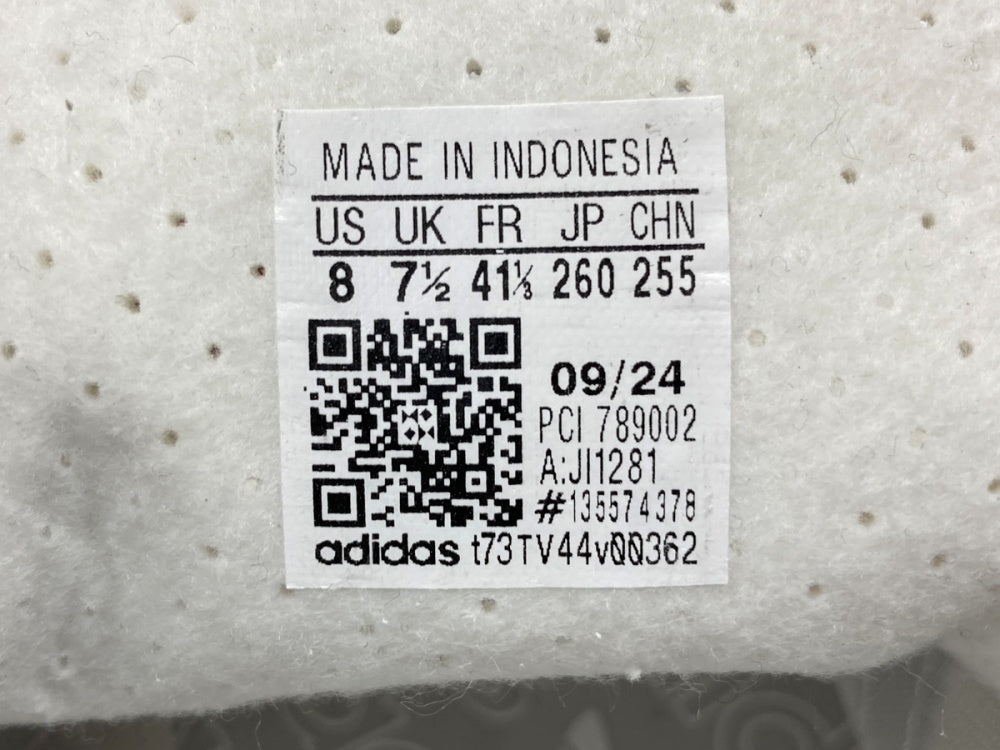 MADE IN INDONESIA
US UK FR JP CHN
8 7½ 41⅓ 260 255
09/24
PCI 789002
A:JI1281
#135574378
adidas t73TV44v00362